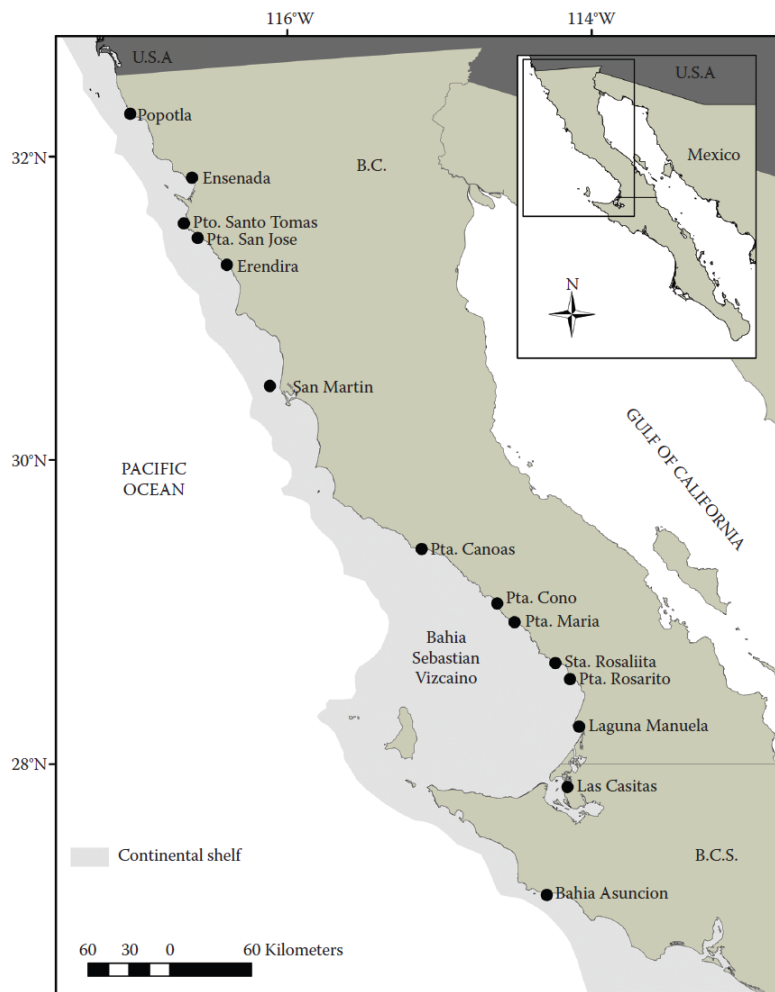 116°W
114°W
U.S.A
U.S.A
Popotla
Mexico
32°N
B.C.
Ensenada
Pto. Santo Tomas
Pta. San Jose
Erendira
N
San Martin
GULF OF CALIFORNIA
30°N
PACIFIC
OCEAN
Pta. Canoas
Pta. Cono
Pta. Maria
Bahia
Sebastian
Vizcaino
Sta. Rosaliita
Pta. Rosarito
Laguna Manuela
28°N
Las Casitas
Continental shelf
B.C.S.
Bahia Asuncion
60 30 0 60 Kilometers